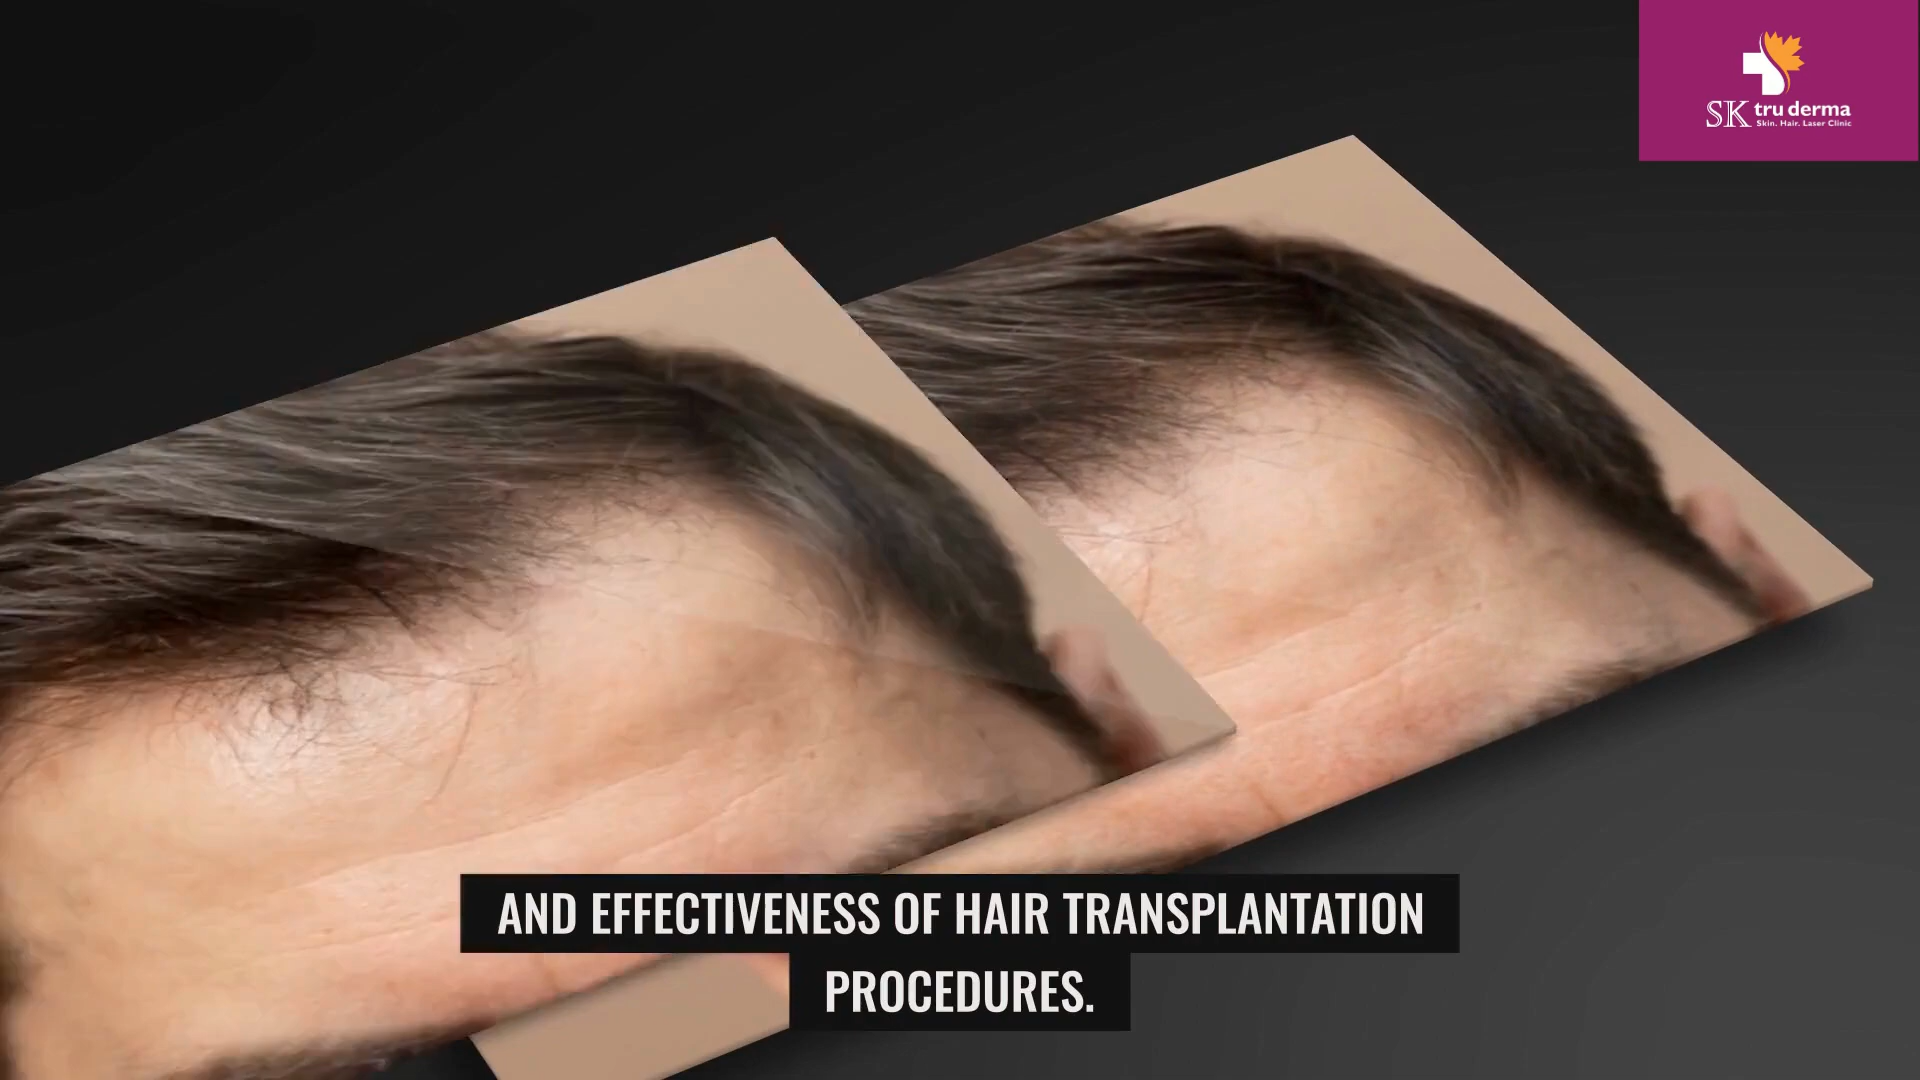 SK tru derma
Skin. Hair. Laser Clinic
AND EFFECTIVENESS OF HAIR TRANSPLANTATION
PROCEDURES.